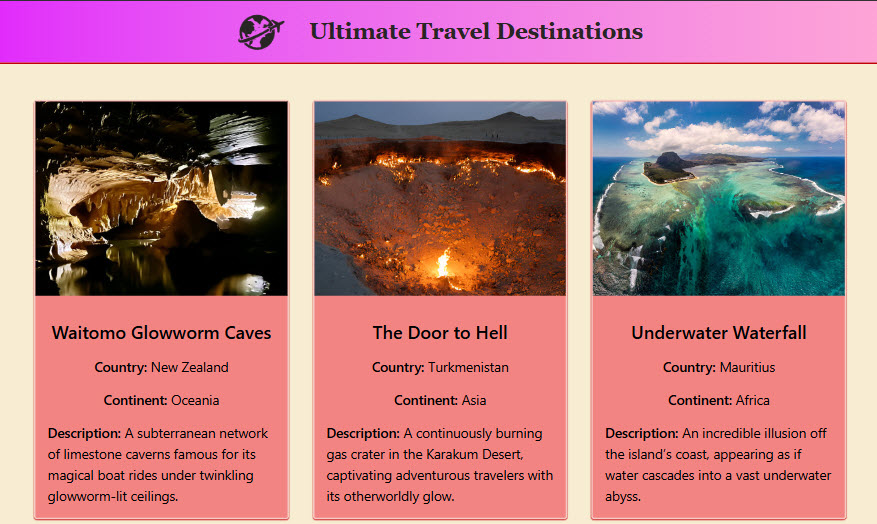 Ultimate Travel Destinations
Waitomo Glowworm Caves
Country: New Zealand
Continent: Oceania
Description: A subterranean network
of limestone caverns famous for its
magical boat rides under twinkling
glowworm-lit ceilings.
The Door to Hell
Country: Turkmenistan
Continent: Asia
Description: A continuously burning
gas crater in the Karakum Desert,
captivating adventurous travelers with
its otherworldly glow.
Underwater Waterfall
Country: Mauritius
Continent: Africa
Description: An incredible illusion off
the island's coast, appearing as if
water cascades into a vast underwater
abyss.